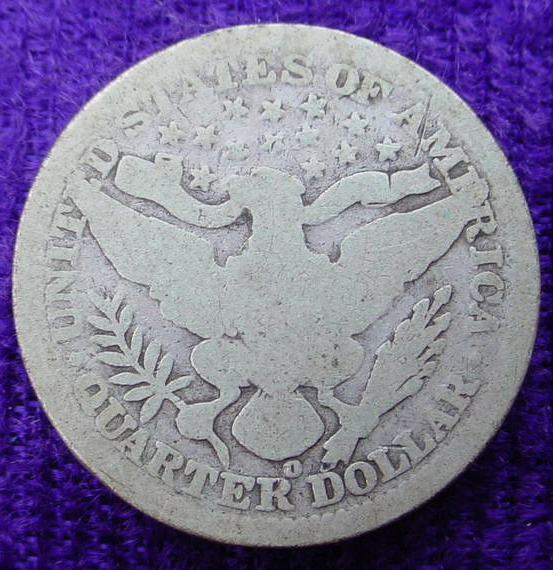 UNITED STATES OF AMERICA
O
QUARTER DOLLAR